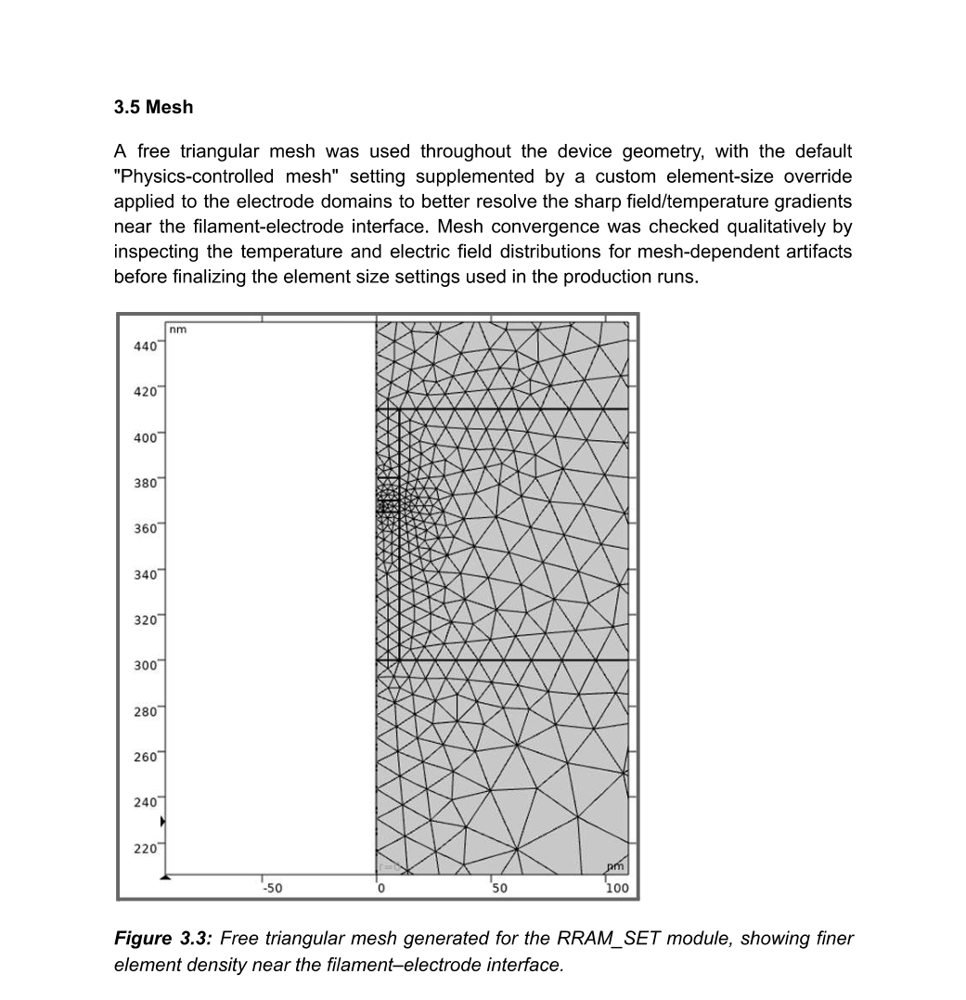 3.5 Mesh
A free triangular mesh was used throughout the device geometry, with the default
"Physics-controlled mesh" setting supplemented by a custom element-size override
applied to the electrode domains to better resolve the sharp field/temperature gradients
near the filament-electrode interface. Mesh convergence was checked qualitatively by
inspecting the temperature and electric field distributions for mesh-dependent artifacts
before finalizing the element size settings used in the production runs.
nm
440
420
400
380
360
340
320
300
280
260
240
220
r=0
nm
-50
0
50
100
Figure 3.3: Free triangular mesh generated for the RRAM_SET module, showing finer
element density near the filament–electrode interface.